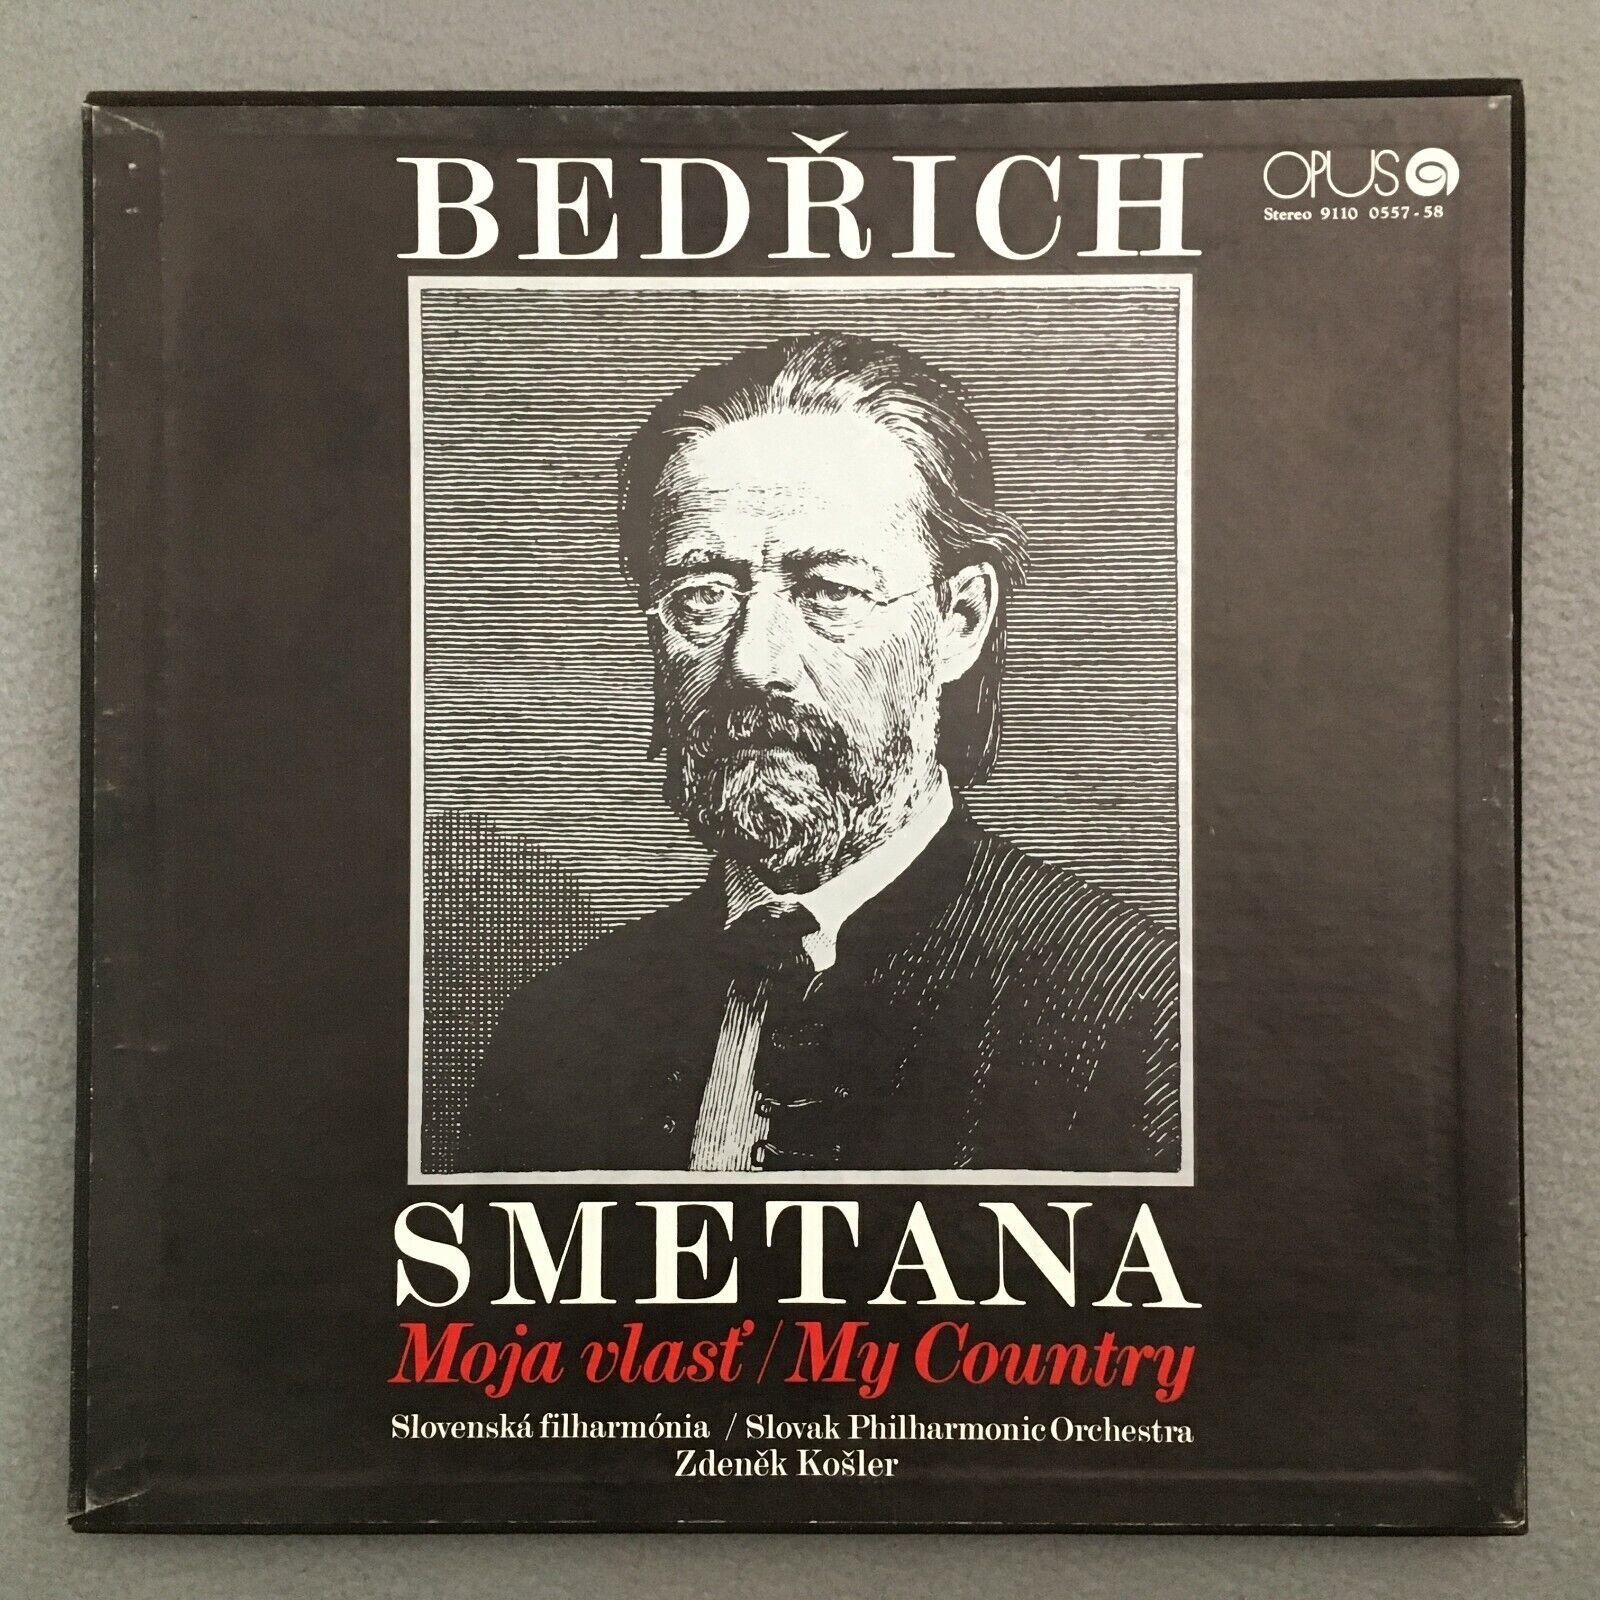 BEDŘICH
OPUS
Stereo 9110 0557-58
SMETANA
Moja vlasť / My Country
Slovenská filharmónia / Slovak Philharmonic Orchestra
Zdeněk Košler